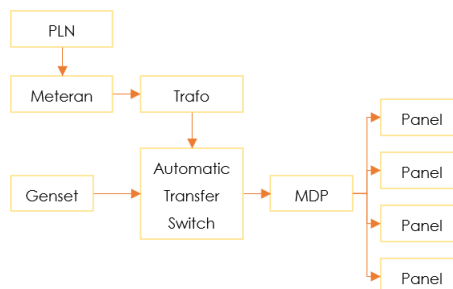 PLN
Meteran
Trafo
Panel
Automatic
Transfer
Switch
Panel
Genset
MDP
Panel
Panel